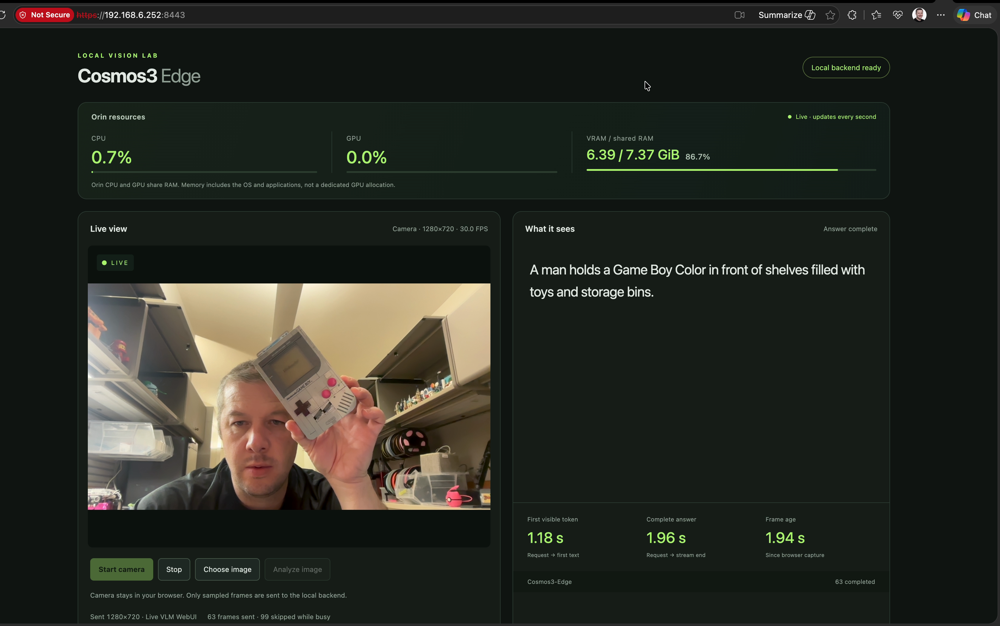 Not Secure https://192.168.6.252:8443
Summarize
Chat
LOCAL VISION LAB
Cosmos3 Edge
Local backend ready
Orin resources
Live · updates every second
CPU
0.7%
GPU
0.0%
VRAM / shared RAM
6.39 / 7.37 GiB 86.7%
Orin CPU and GPU share RAM. Memory includes the OS and applications, not a dedicated GPU allocation.
Live view
Camera · 1280×720 · 30.0 FPS
LIVE
Nintendo
GAME BOY
Start camera
Stop
Choose image
Analyze image
Camera stays in your browser. Only sampled frames are sent to the local backend.
Sent 1280×720 · Live VLM WebUI
63 frames sent · 99 skipped while busy
What it sees
Answer complete
A man holds a Game Boy Color in front of shelves filled with
toys and storage bins.
First visible token
1.18 s
Request → first text
Complete answer
1.96 s
Request → stream end
Frame age
1.94 s
Since browser capture
Cosmos3-Edge
63 completed